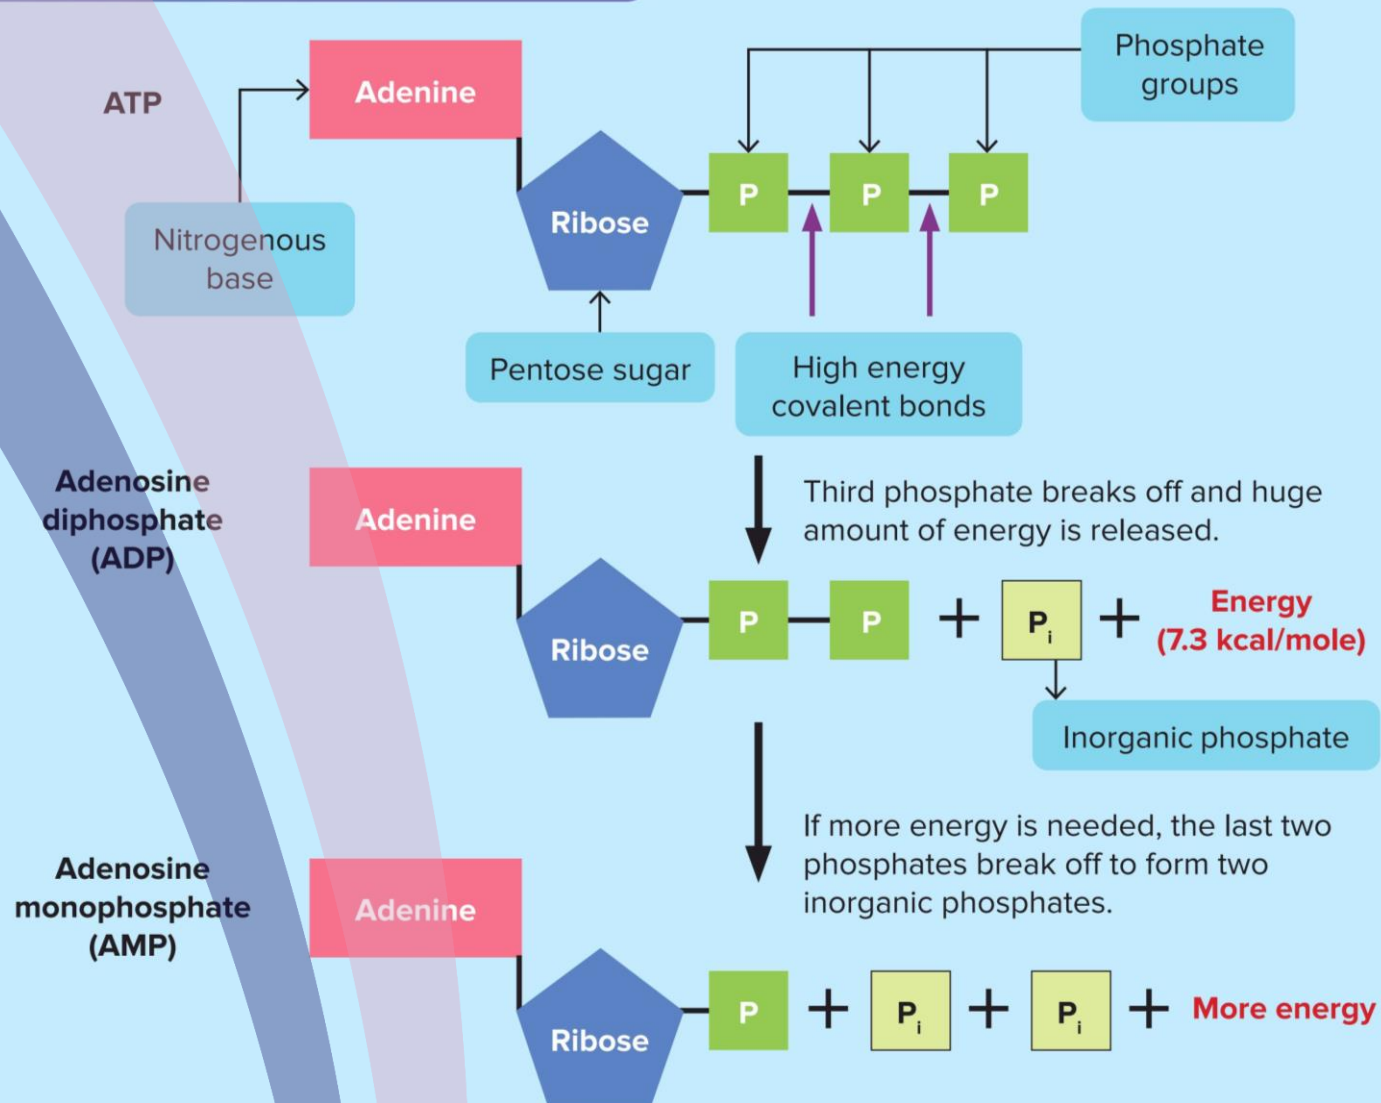 ATP
Adenine
Phosphate
groups
Nitrogenous
base
Ribose
P
P
P
Pentose sugar
High energy
covalent bonds
Adenosine
diphosphate
(ADP)
Adenine
Third phosphate breaks off and huge
amount of energy is released.
Ribose
P
P
+
Pᵢ
+
Energy
(7.3 kcal/mole)
Inorganic phosphate
If more energy is needed, the last two
phosphates break off to form two
inorganic phosphates.
Adenosine
monophosphate
(AMP)
Adenine
Ribose
P
+
Pᵢ
+
Pᵢ
+
More energy